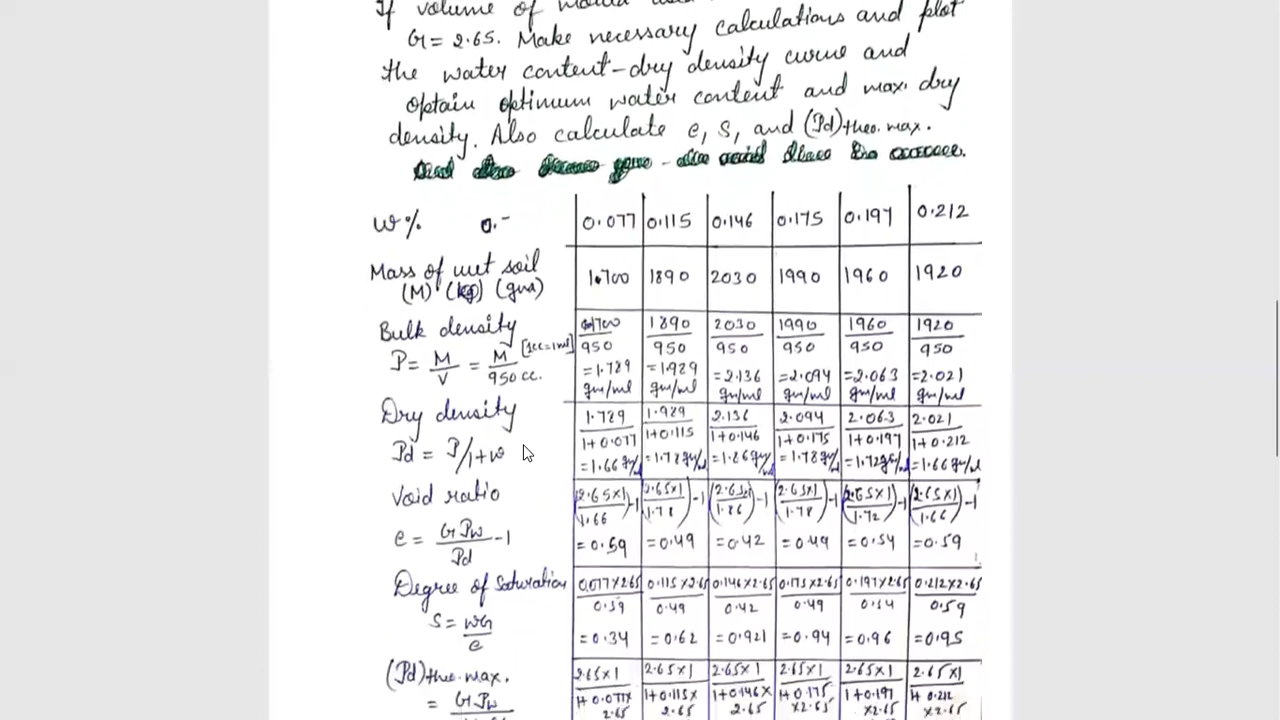 If volume of mould
G = 2.65. Make necessary calculations and plot
the water content-dry density curve and
optain optimum water content and max. dry
density. Also calculate e, S, and (ρd)theo.max.
w% 0.- 0.077 0.115 0.146 0.175 0.197 0.212
Mass of wet soil 1.700 1890 2030 1990 1960 1920
(M) (kg) (gm)
Bulk density 1700/950 1890/950 2030/950 1990/950 1960/950 1920/950
ρ = M/V = M/950 cc. [1cc=1ml] =1.789 gm/ml =1.989 gm/ml =2.136 gm/ml =2.094 gm/ml =2.063 gm/ml =2.021 gm/ml
Dry density 1.789/1+0.077 1.989/1+0.115 2.136/1+0.146 2.094/1+0.175 2.063/1+0.197 2.021/1+0.212
ρd = ρ/1+w =1.66 gm/ml =1.78 gm/ml =1.86 gm/ml =1.78 gm/ml =1.72 gm/ml =1.66 gm/ml
Void ratio (2.65×1/1.66)-1 (2.65×1/1.78)-1 (2.65×1/1.86)-1 (2.65×1/1.78)-1 (2.65×1/1.72)-1 (2.65×1/1.66)-1
e = Gρw/ρd -1 =0.59 =0.49 =0.42 =0.49 =0.54 =0.59
Degree of Saturation 0.077×2.65/0.59 0.115×2.65/0.49 0.146×2.65/0.42 0.175×2.65/0.49 0.197×2.65/0.54 0.212×2.65/0.59
S = wG/e =0.34 =0.62 =0.921 =0.94 =0.96 =0.95
(ρd)theo.max. 2.65×1/1+0.077×2.65 2.65×1/1+0.115×2.65 2.65×1/1+0.146×2.65 2.65×1/1+0.175×2.65 2.65×1/1+0.197×2.65 2.65×1/1+0.212×2.65
= Gρw